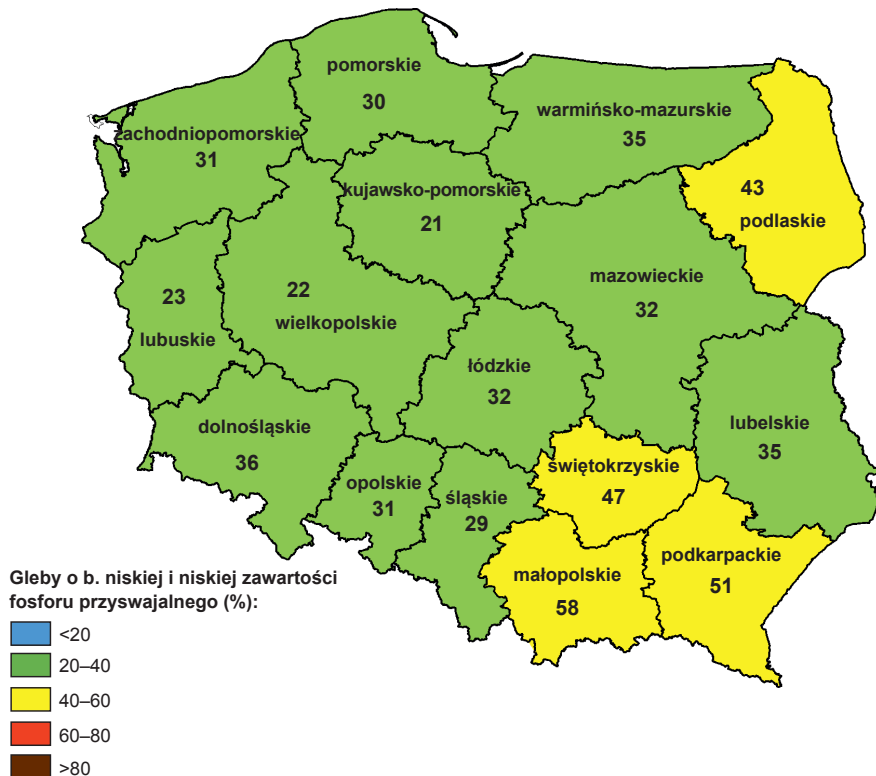 pomorskie
30
warmińsko-mazurskie
35
zachodniopomorskie
31
kujawsko-pomorskie
21
43
podlaskie
mazowieckie
32
23
lubuskie
22
wielkopolskie
łódzkie
32
dolnośląskie
36
lubelskie
35
opolskie
31
śląskie
29
świętokrzyskie
47
małopolskie
58
podkarpackie
51
Gleby o b. niskiej i niskiej zawartości
fosforu przyswajalnego (%):
<20
20–40
40–60
60–80
>80